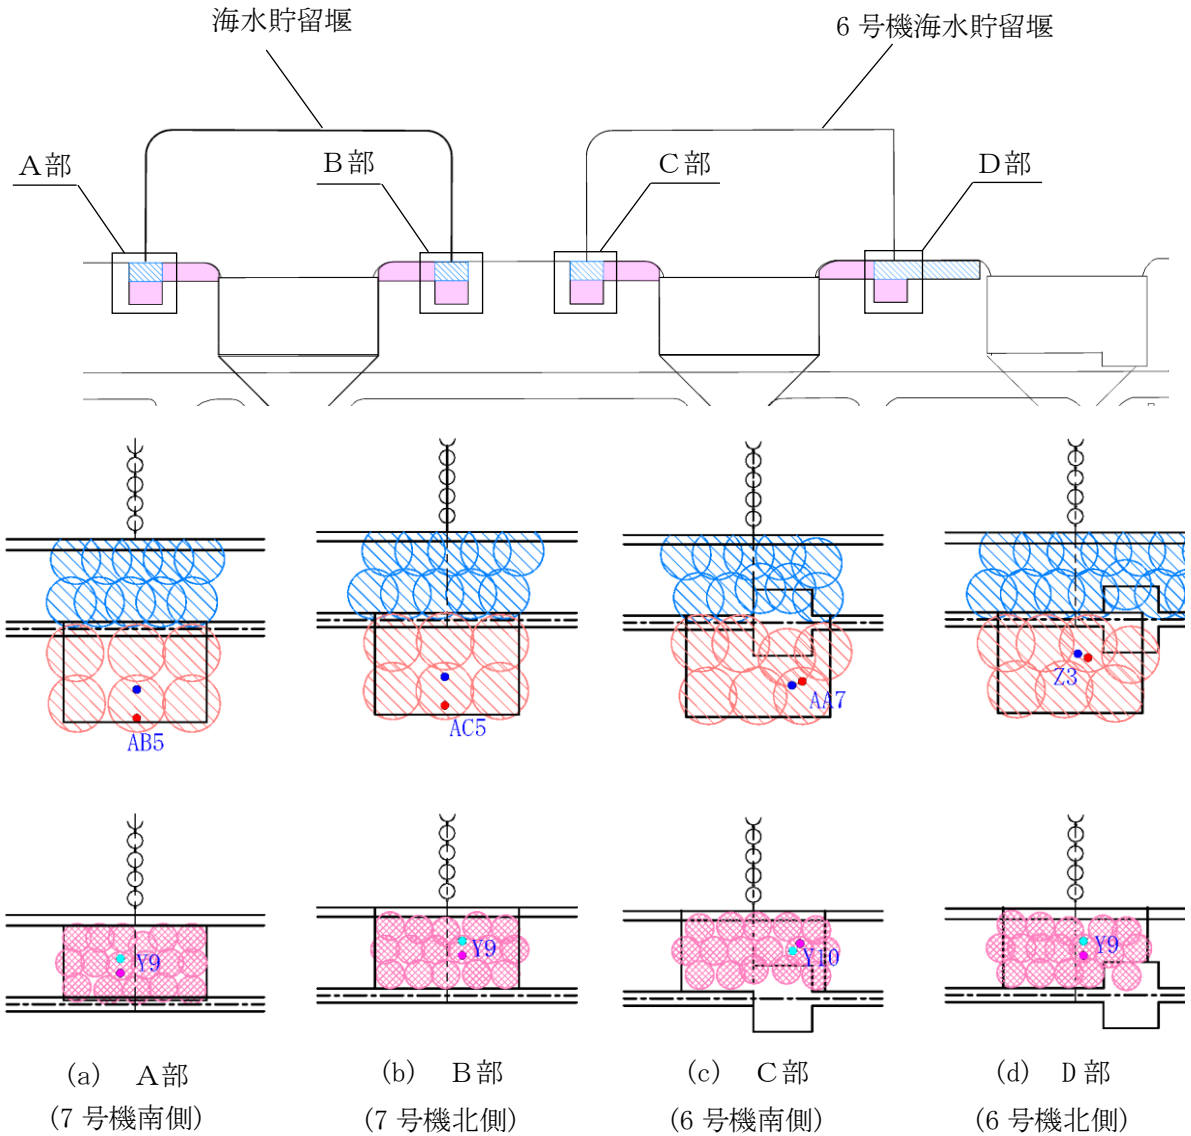 海水貯留堰
6 号機海水貯留堰
A部
B部
C部
D部
AB5
AC5
AA7
Z3
Y9
Y9
Y10
Y9
(a) A部
(b) B部
(c) C部
(d) D部
(7 号機南側)
(7 号機北側)
(6 号機南側)
(6 号機北側)